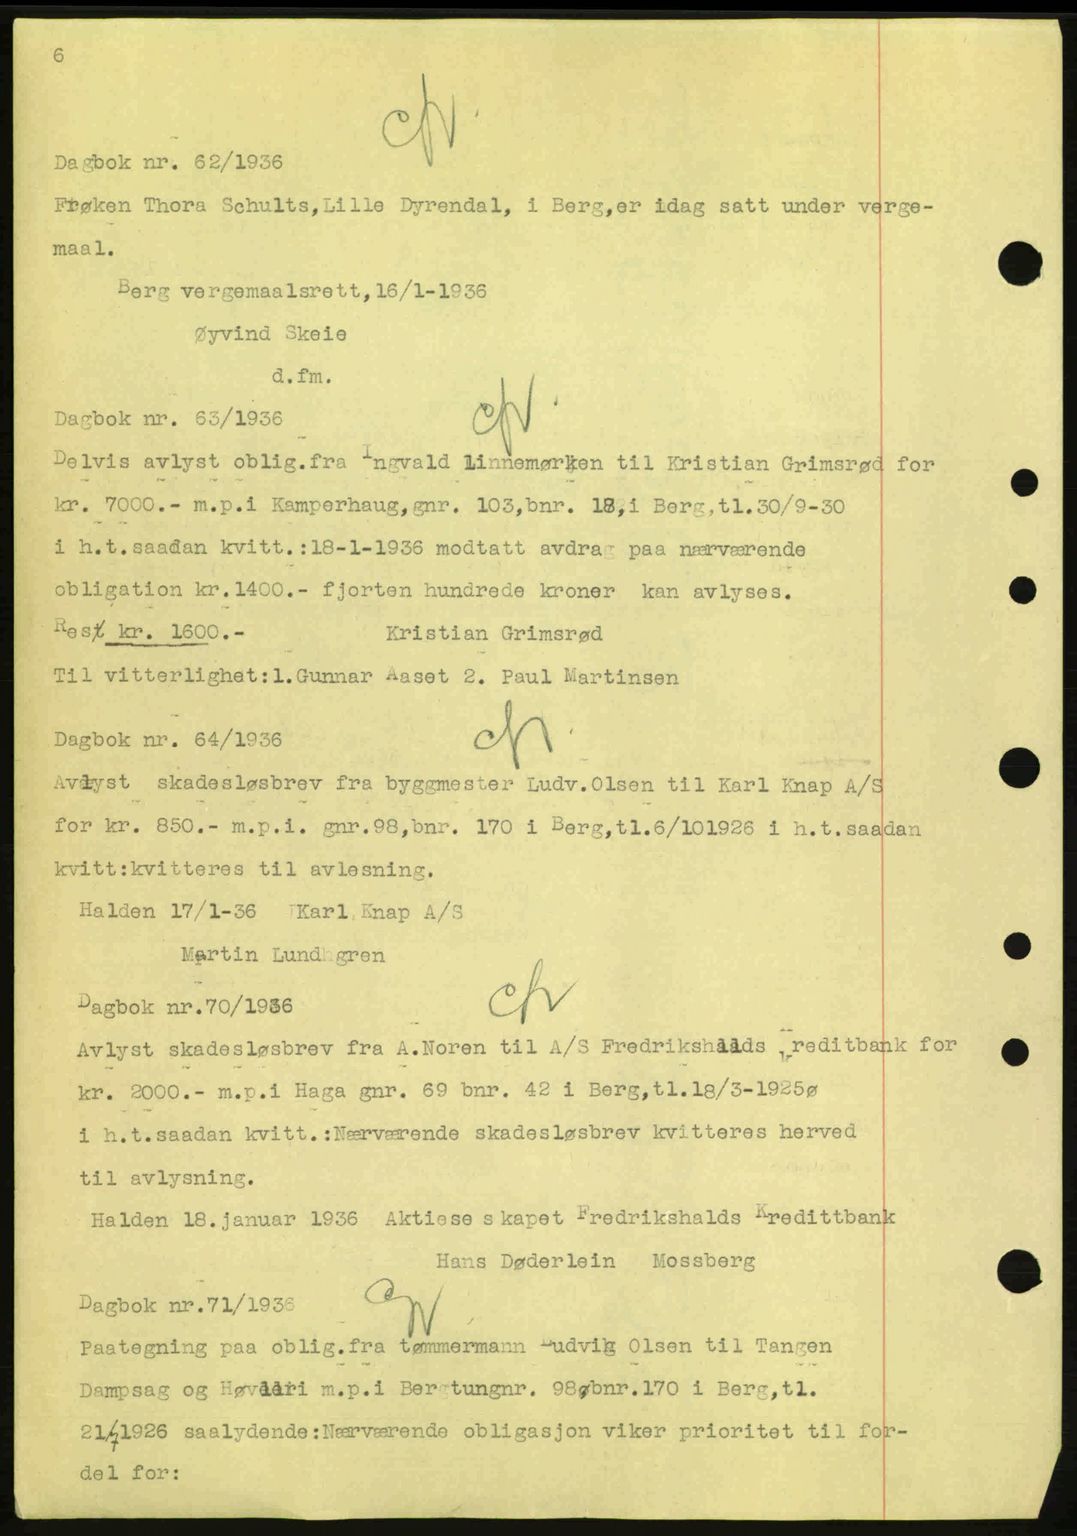 6
Dagbok nr. 62/1936
Frøken Thora Schults,Lille Dyrendal, i Berg,er idag satt under verge-
maal.
Berg vergemaalsrett,16/1-1936
Øyvind Skeie
d.fm.
Dagbok nr. 63/1936
Delvis avlyst oblig.fra Ingvald Linnemørken til Kristian Grimsrød for
kr. 7000.- m.p.i Kamperhaug,gnr. 103,bnr. 18,i Berg,tl.30/9-30
i h.t.saadan kvitt.:18-1-1936 modtatt avdrag paa nærværende
obligation kr.1400.- fjorten hundrede kroner kan avlyses.
Rest kr. 1600.- Kristian Grimsrød
Til vitterlighet:1.Gunnar Aaset 2. Paul Martinsen
Dagbok nr. 64/1936
Avlyst skadesløsbrev fra byggmester Ludv.Olsen til Karl Knap A/S
for kr. 850.- m.p.i. gnr.98,bnr. 170 i Berg,tl.6/101926 i h.t.saadan
kvitt:kvitteres til avlesning.
Halden 17/1-36 Karl Knap A/S
Martin Lundhgren
Dagbok nr.70/1936
Avlyst skadesløsbrev fra A.Noren til A/S Fredrikshalds kreditbank for
kr. 2000.- m.p.i Haga gnr. 69 bnr. 42 i Berg,tl.18/3-1925ø
i h.t.saadan kvitt.:Nærværende skadesløsbrev kvitteres herved
til avlysning.
Halden 18.januar 1936 Aktiese skapet Fredrikshalds Kredittbank
Hans Døderlein Mossberg
Dagbok nr.71/1936
Paategning paa oblig.fra tømmermann Ludvig Olsen til Tangen
Dampsag og Høvleri m.p.i Bergtungnr. 98,bnr.170 i Berg,tl.
21/7 1926 saalydende:Nærværende obligasjon viker prioritet til for-
del for: